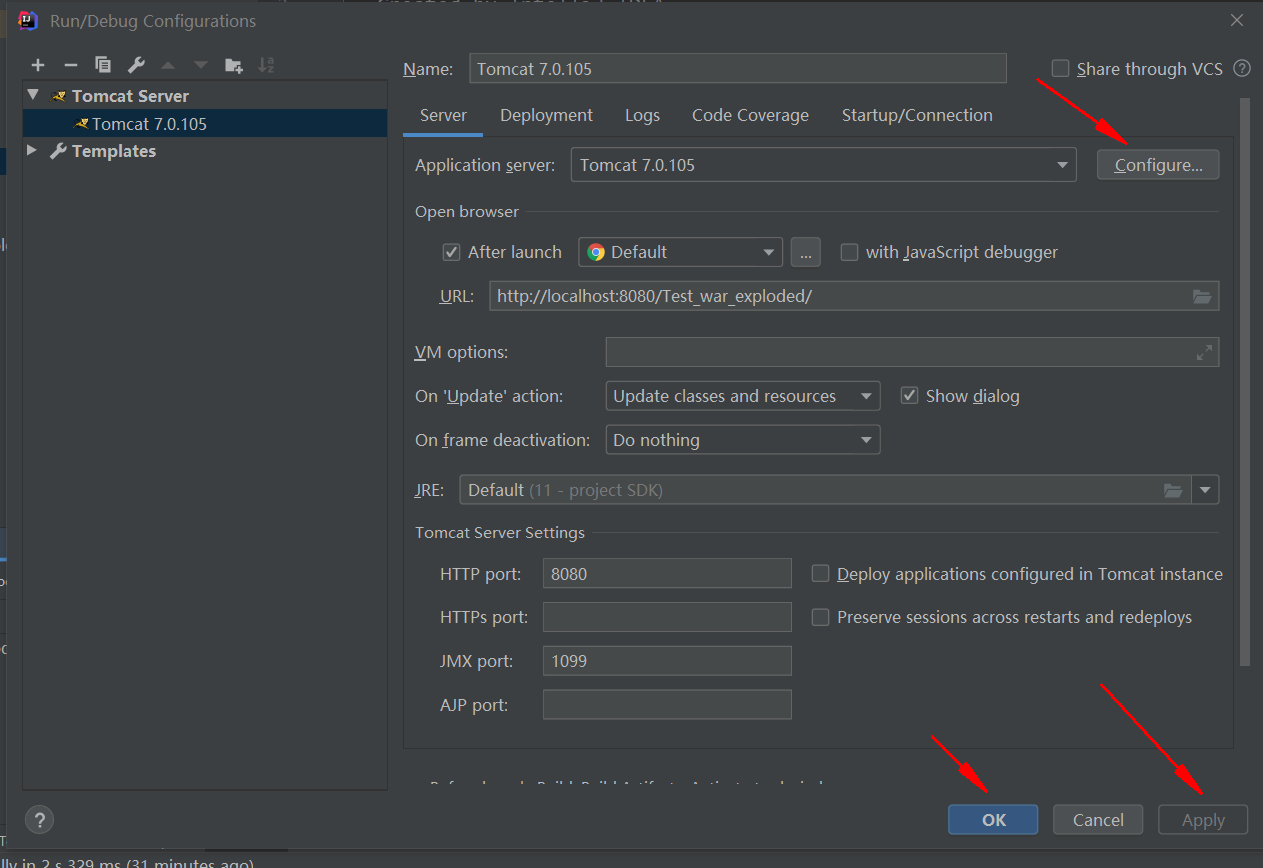 Run/Debug Configurations
Name: Tomcat 7.0.105
Share through VCS ?
Tomcat Server
Tomcat 7.0.105
Templates
Server Deployment Logs Code Coverage Startup/Connection
Application server: Tomcat 7.0.105 Configure...
Open browser
After launch Default ... with JavaScript debugger
URL: http://localhost:8080/Test_war_exploded/
VM options:
On 'Update' action: Update classes and resources Show dialog
On frame deactivation: Do nothing
JRE: Default (11 - project SDK)
Tomcat Server Settings
HTTP port: 8080 Deploy applications configured in Tomcat instance
HTTPs port: Preserve sessions across restarts and redeploys
JMX port: 1099
AJP port:
? OK Cancel Apply
lly in 2 s 329 ms (31 minutes ago)